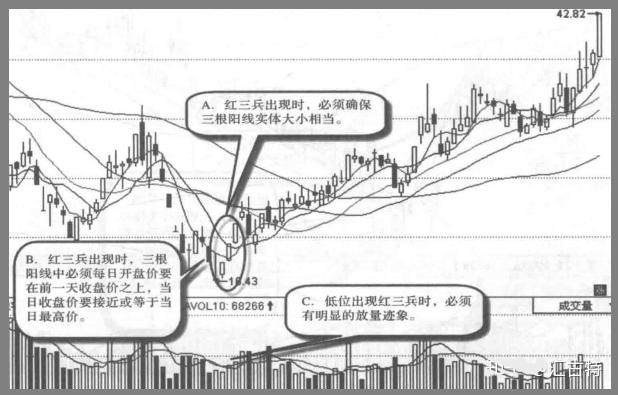 42.82
A. 红三兵出现时，必须确保
三根阳线实体大小相当。
B. 红三兵出现时，三根
阳线中必须每日开盘价要
在前一天收盘价之上，当
日收盘价要接近或等于当
日最高价。
16.43
AVOL10: 68266↑
C. 低位出现红三兵时，必须
有明显的放量迹象。
成交量